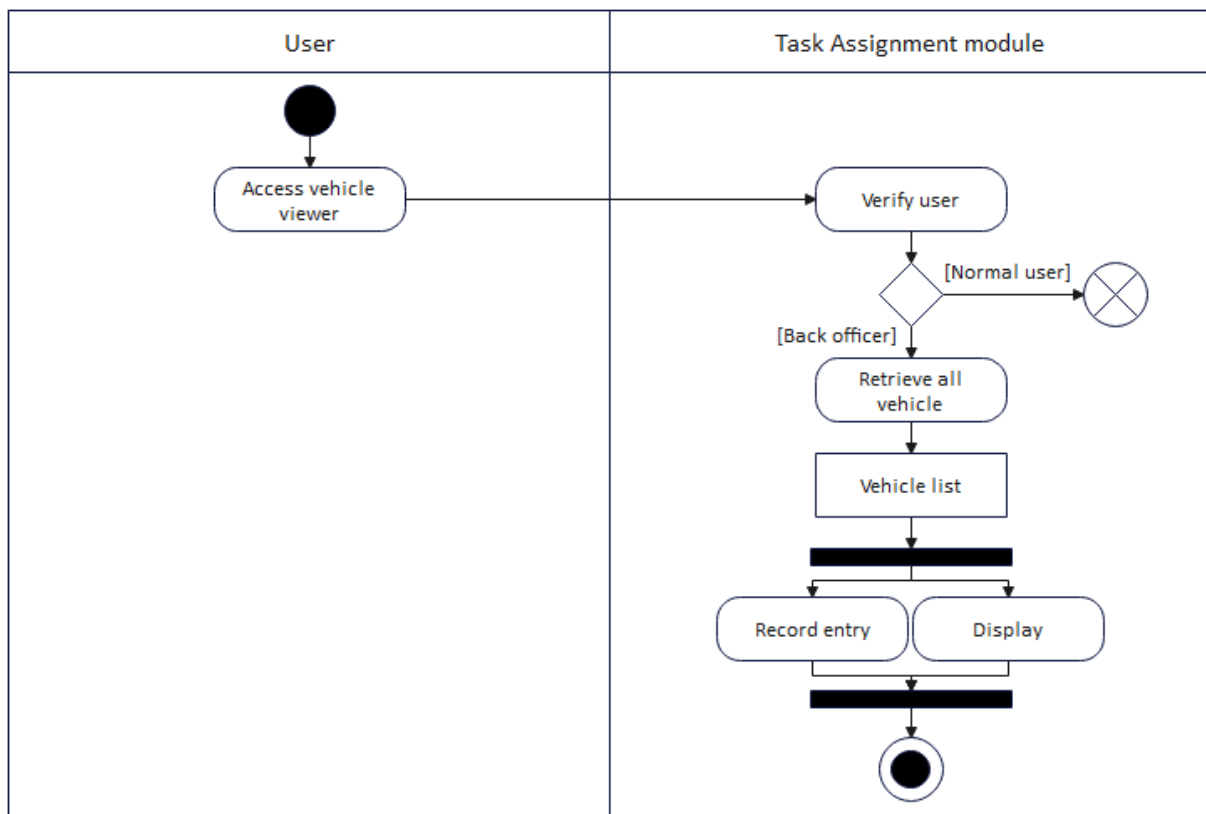 User
Task Assignment module
Access vehicle
viewer
Verify user
[Normal user]
[Back officer]
Retrieve all
vehicle
Vehicle list
Record entry
Display